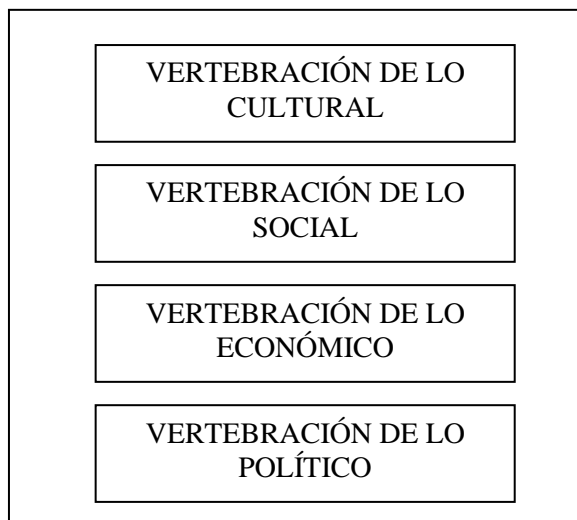 VERTEBRACIÓN DE LO
CULTURAL
VERTEBRACIÓN DE LO
SOCIAL
VERTEBRACIÓN DE LO
ECONÓMICO
VERTEBRACIÓN DE LO
POLÍTICO